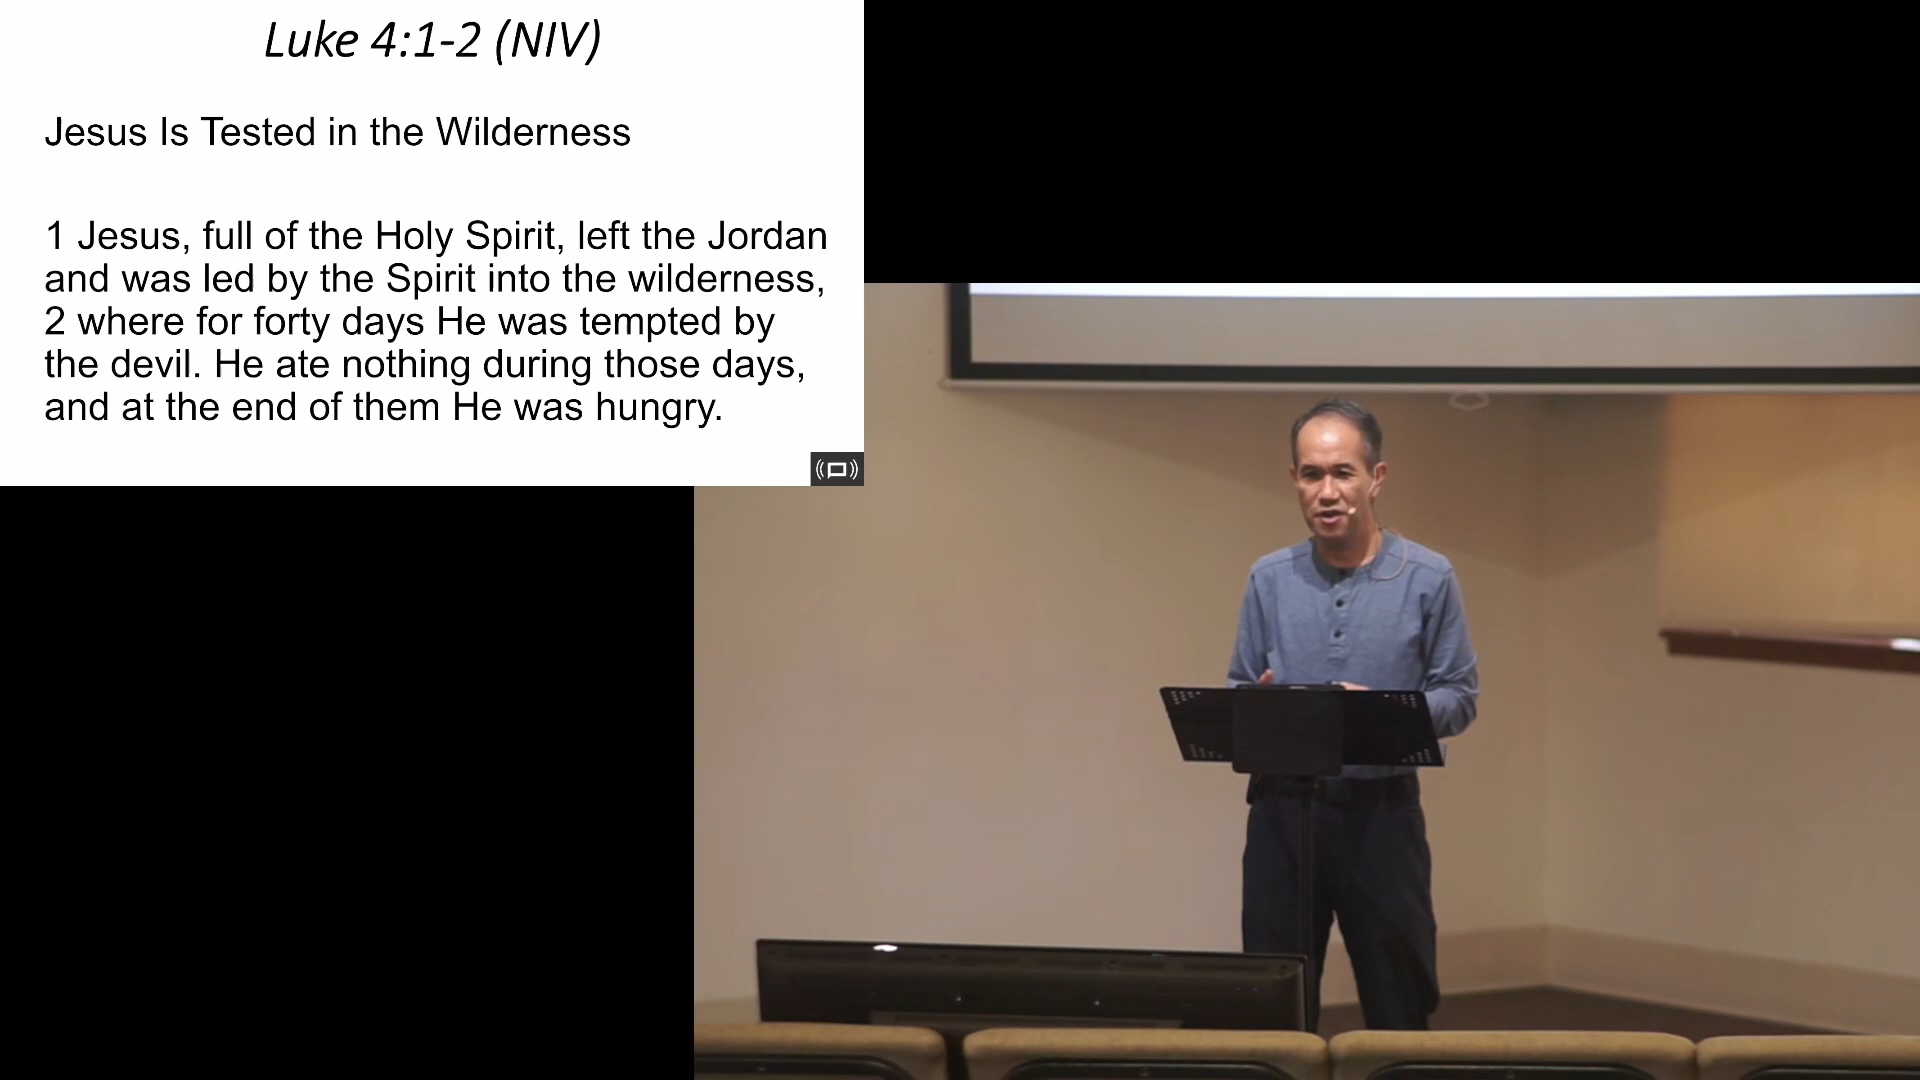 Luke 4:1-2 (NIV)
Jesus Is Tested in the Wilderness
1 Jesus, full of the Holy Spirit, left the Jordan
and was led by the Spirit into the wilderness,
2 where for forty days He was tempted by
the devil. He ate nothing during those days,
and at the end of them He was hungry.